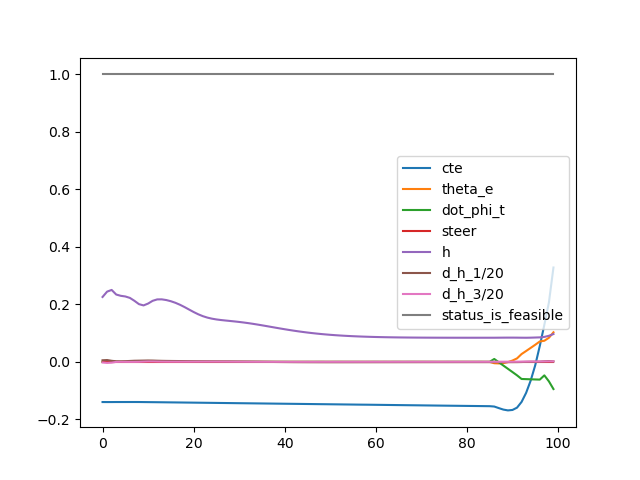 1.0
0.8
0.6
0.4
0.2
0.0
−0.2
0
20
40
60
80
100
cte
theta_e
dot_phi_t
steer
h
d_h_1/20
d_h_3/20
status_is_feasible